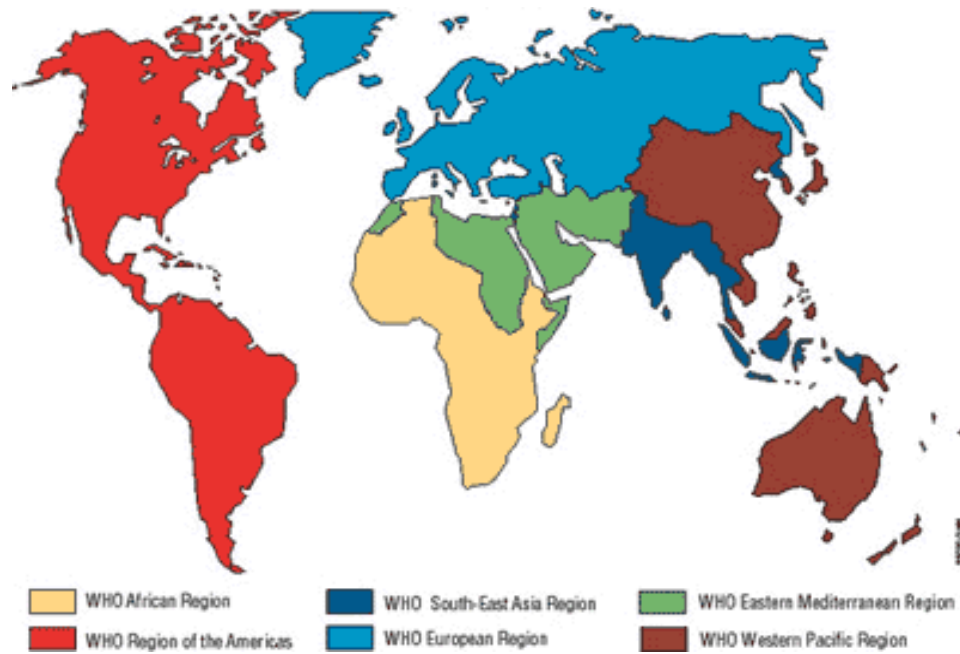 WHO African Region
WHO South-East Asia Region
WHO Eastern Mediterranean Region
WHO Region of the Americas
WHO European Region
WHO Western Pacific Region